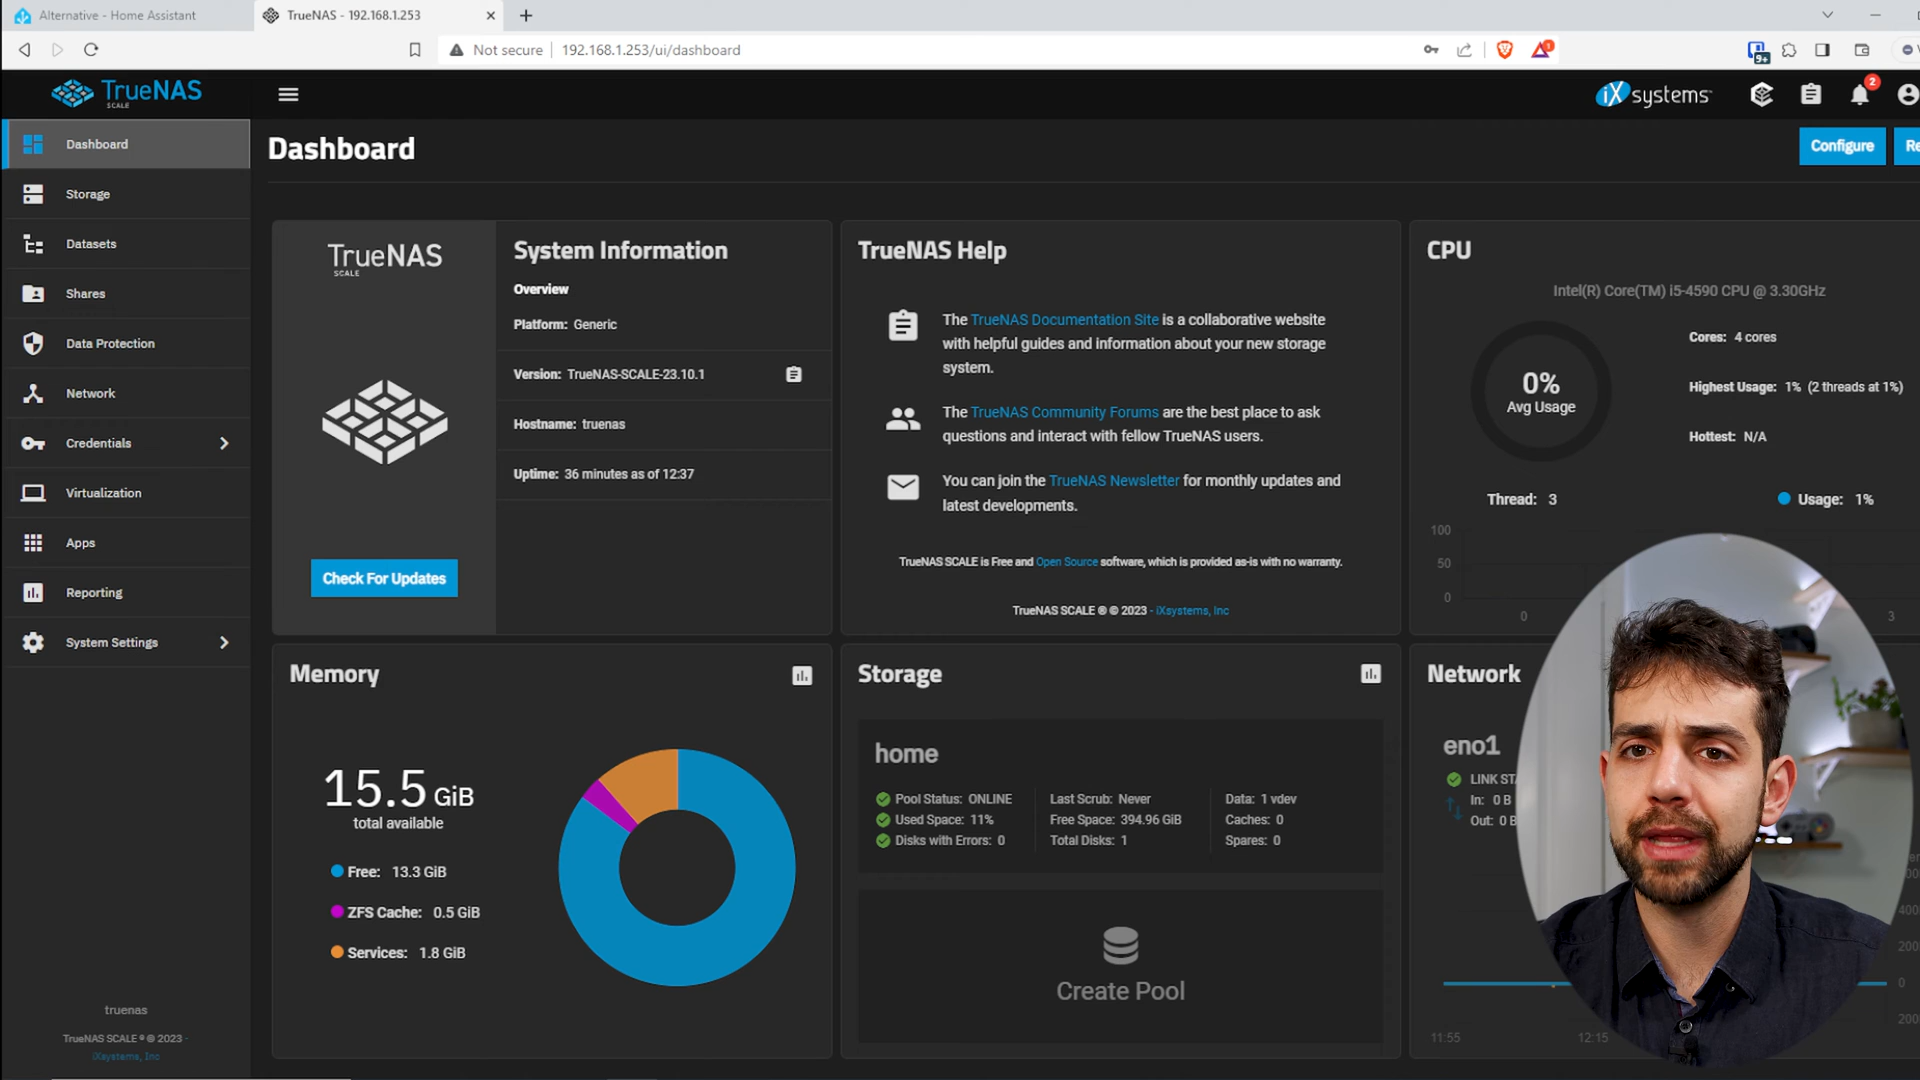 Alternative - Home Assistant
TrueNAS - 192.168.1.253
Not secure
192.168.1.253/ui/dashboard
1
9+
TrueNAS
SCALE
iXsystems
2
Dashboard
Storage
Datasets
Shares
Data Protection
Network
Credentials
Virtualization
Apps
Reporting
System Settings
truenas
TrueNAS SCALE ® © 2023 -
iXsystems, Inc
Dashboard
Configure
Re
TrueNAS
SCALE
Check For Updates
System Information
Overview
Platform: Generic
Version: TrueNAS-SCALE-23.10.1
Hostname: truenas
Uptime: 36 minutes as of 12:37
TrueNAS Help
The TrueNAS Documentation Site is a collaborative website
with helpful guides and information about your new storage
system.
The TrueNAS Community Forums are the best place to ask
questions and interact with fellow TrueNAS users.
You can join the TrueNAS Newsletter for monthly updates and
latest developments.
TrueNAS SCALE is Free and Open Source software, which is provided as-is with no warranty.
TrueNAS SCALE ® © 2023 - iXsystems, Inc
CPU
Intel(R) Core(TM) i5-4590 CPU @ 3.30GHz
0%
Avg Usage
Cores: 4 cores
Highest Usage: 1% (2 threads at 1%)
Hottest: N/A
Thread: 3
Usage: 1%
100
50
0
0
3
Memory
15.5 GiB
total available
Free: 13.3 GiB
ZFS Cache: 0.5 GiB
Services: 1.8 GiB
Storage
home
Pool Status: ONLINE
Used Space: 11%
Disks with Errors: 0
Last Scrub: Never
Free Space: 394.96 GiB
Total Disks: 1
Data: 1 vdev
Caches: 0
Spares: 0
Create Pool
Network
eno1
LINK STA
In: 0 B
Out: 0 B
200
0
200
11:55
12:15